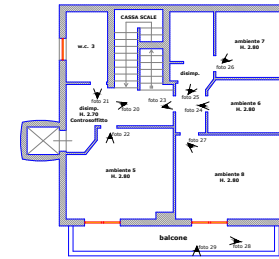 CASSA SCALE
w.c. 3
ambiente 7
H. 2.80
disimp.
foto 26
foto 21
foto 25
disimp.
H. 2.70
Controsoffitto
foto 20
foto 23
foto 24
ambiente 6
H. 2.80
foto 22
foto 27
ambiente 5
H. 2.80
ambiente 8
H. 2.80
balcone
foto 29
foto 28